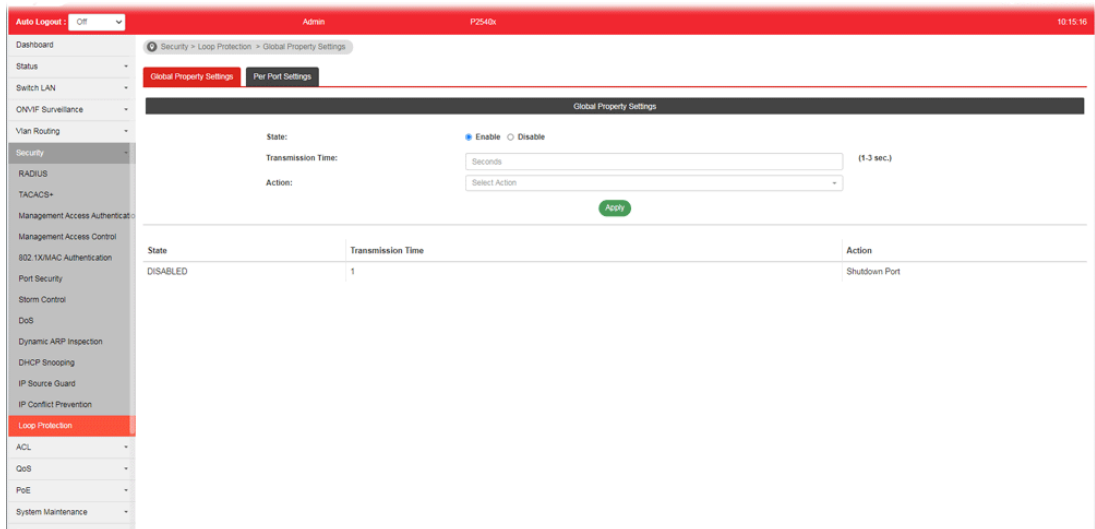 Auto Logout : Off Admin P2540x 10:15:16
Dashboard
Status
Switch LAN
ONVIF Surveillance
Vlan Routing
Security
RADIUS
TACACS+
Management Access Authenticatio
Management Access Control
802.1X/MAC Authentication
Port Security
Storm Control
DoS
Dynamic ARP Inspection
DHCP Snooping
IP Source Guard
IP Conflict Prevention
Loop Protection
ACL
QoS
PoE
System Maintenance
Security > Loop Protection > Global Property Settings
Global Property Settings Per Port Settings
Global Property Settings
State: Enable Disable
Transmission Time: Seconds (1-3 sec.)
Action: Select Action
Apply
State Transmission Time Action
DISABLED 1 Shutdown Port